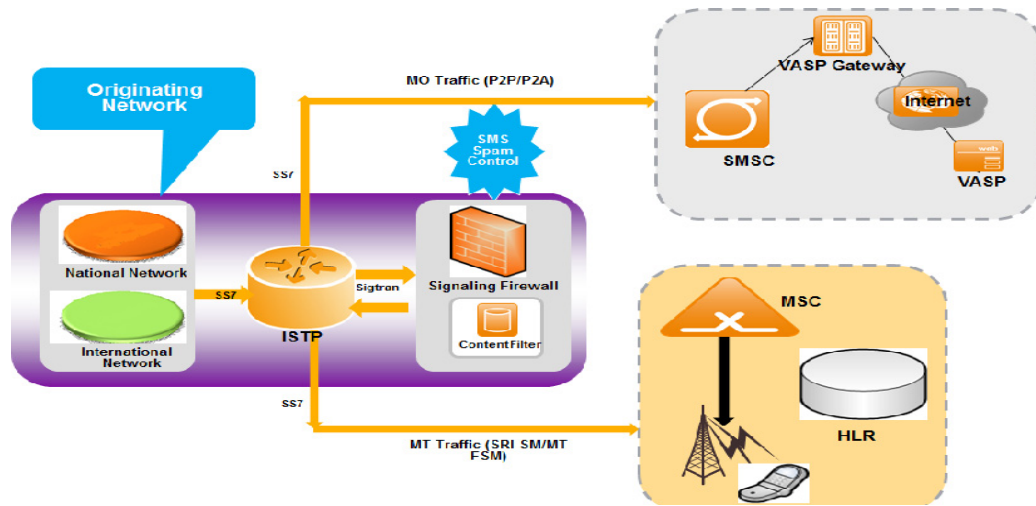 Originating
Network
MO Traffic (P2P/P2A)
VASP Gateway
Internet
SMSC
VASP
SMS
Spam
Control
SS7
National Network
International
Network
SS7
ISTP
Sigtran
Signaling Firewall
ContentFilter
SS7
MT Traffic (SRI SM/MT
FSM)
MSC
HLR